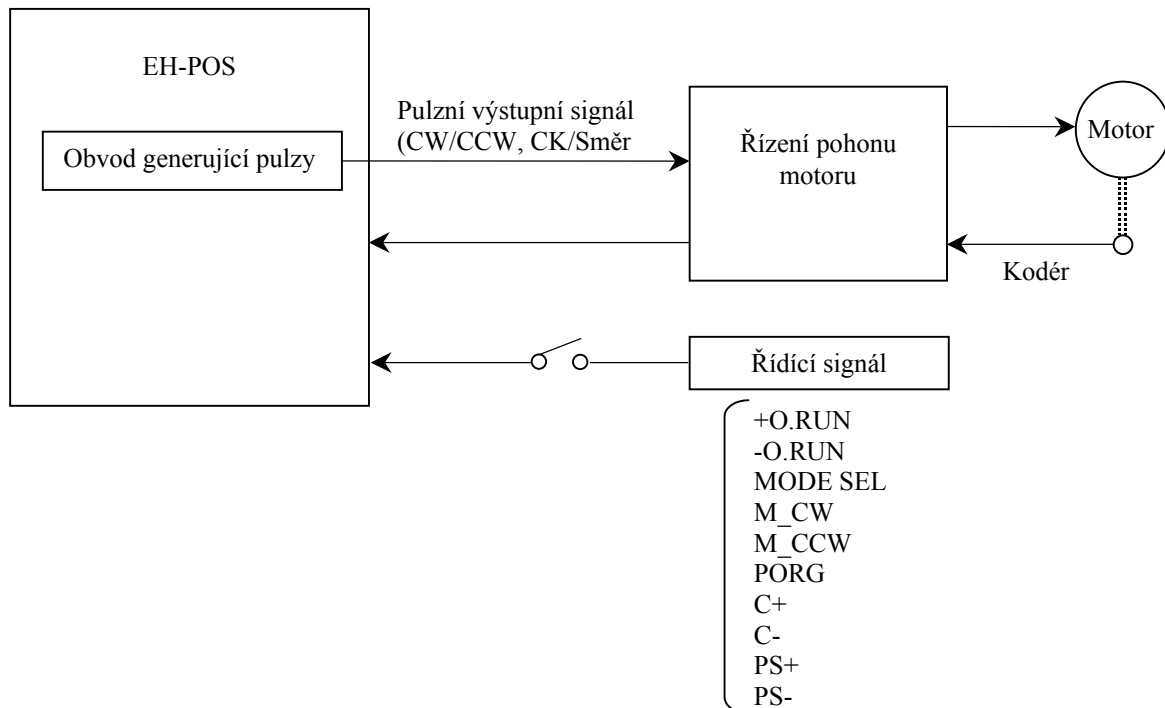 EH-POS
Obvod generující pulzy
Pulzní výstupní signál
(CW/CCW, CK/Směr
Řízení pohonu
motoru
Motor
Kodér
Řídící signál
+O.RUN
-O.RUN
MODE SEL
M_CW
M_CCW
PORG
C+
C-
PS+
PS-